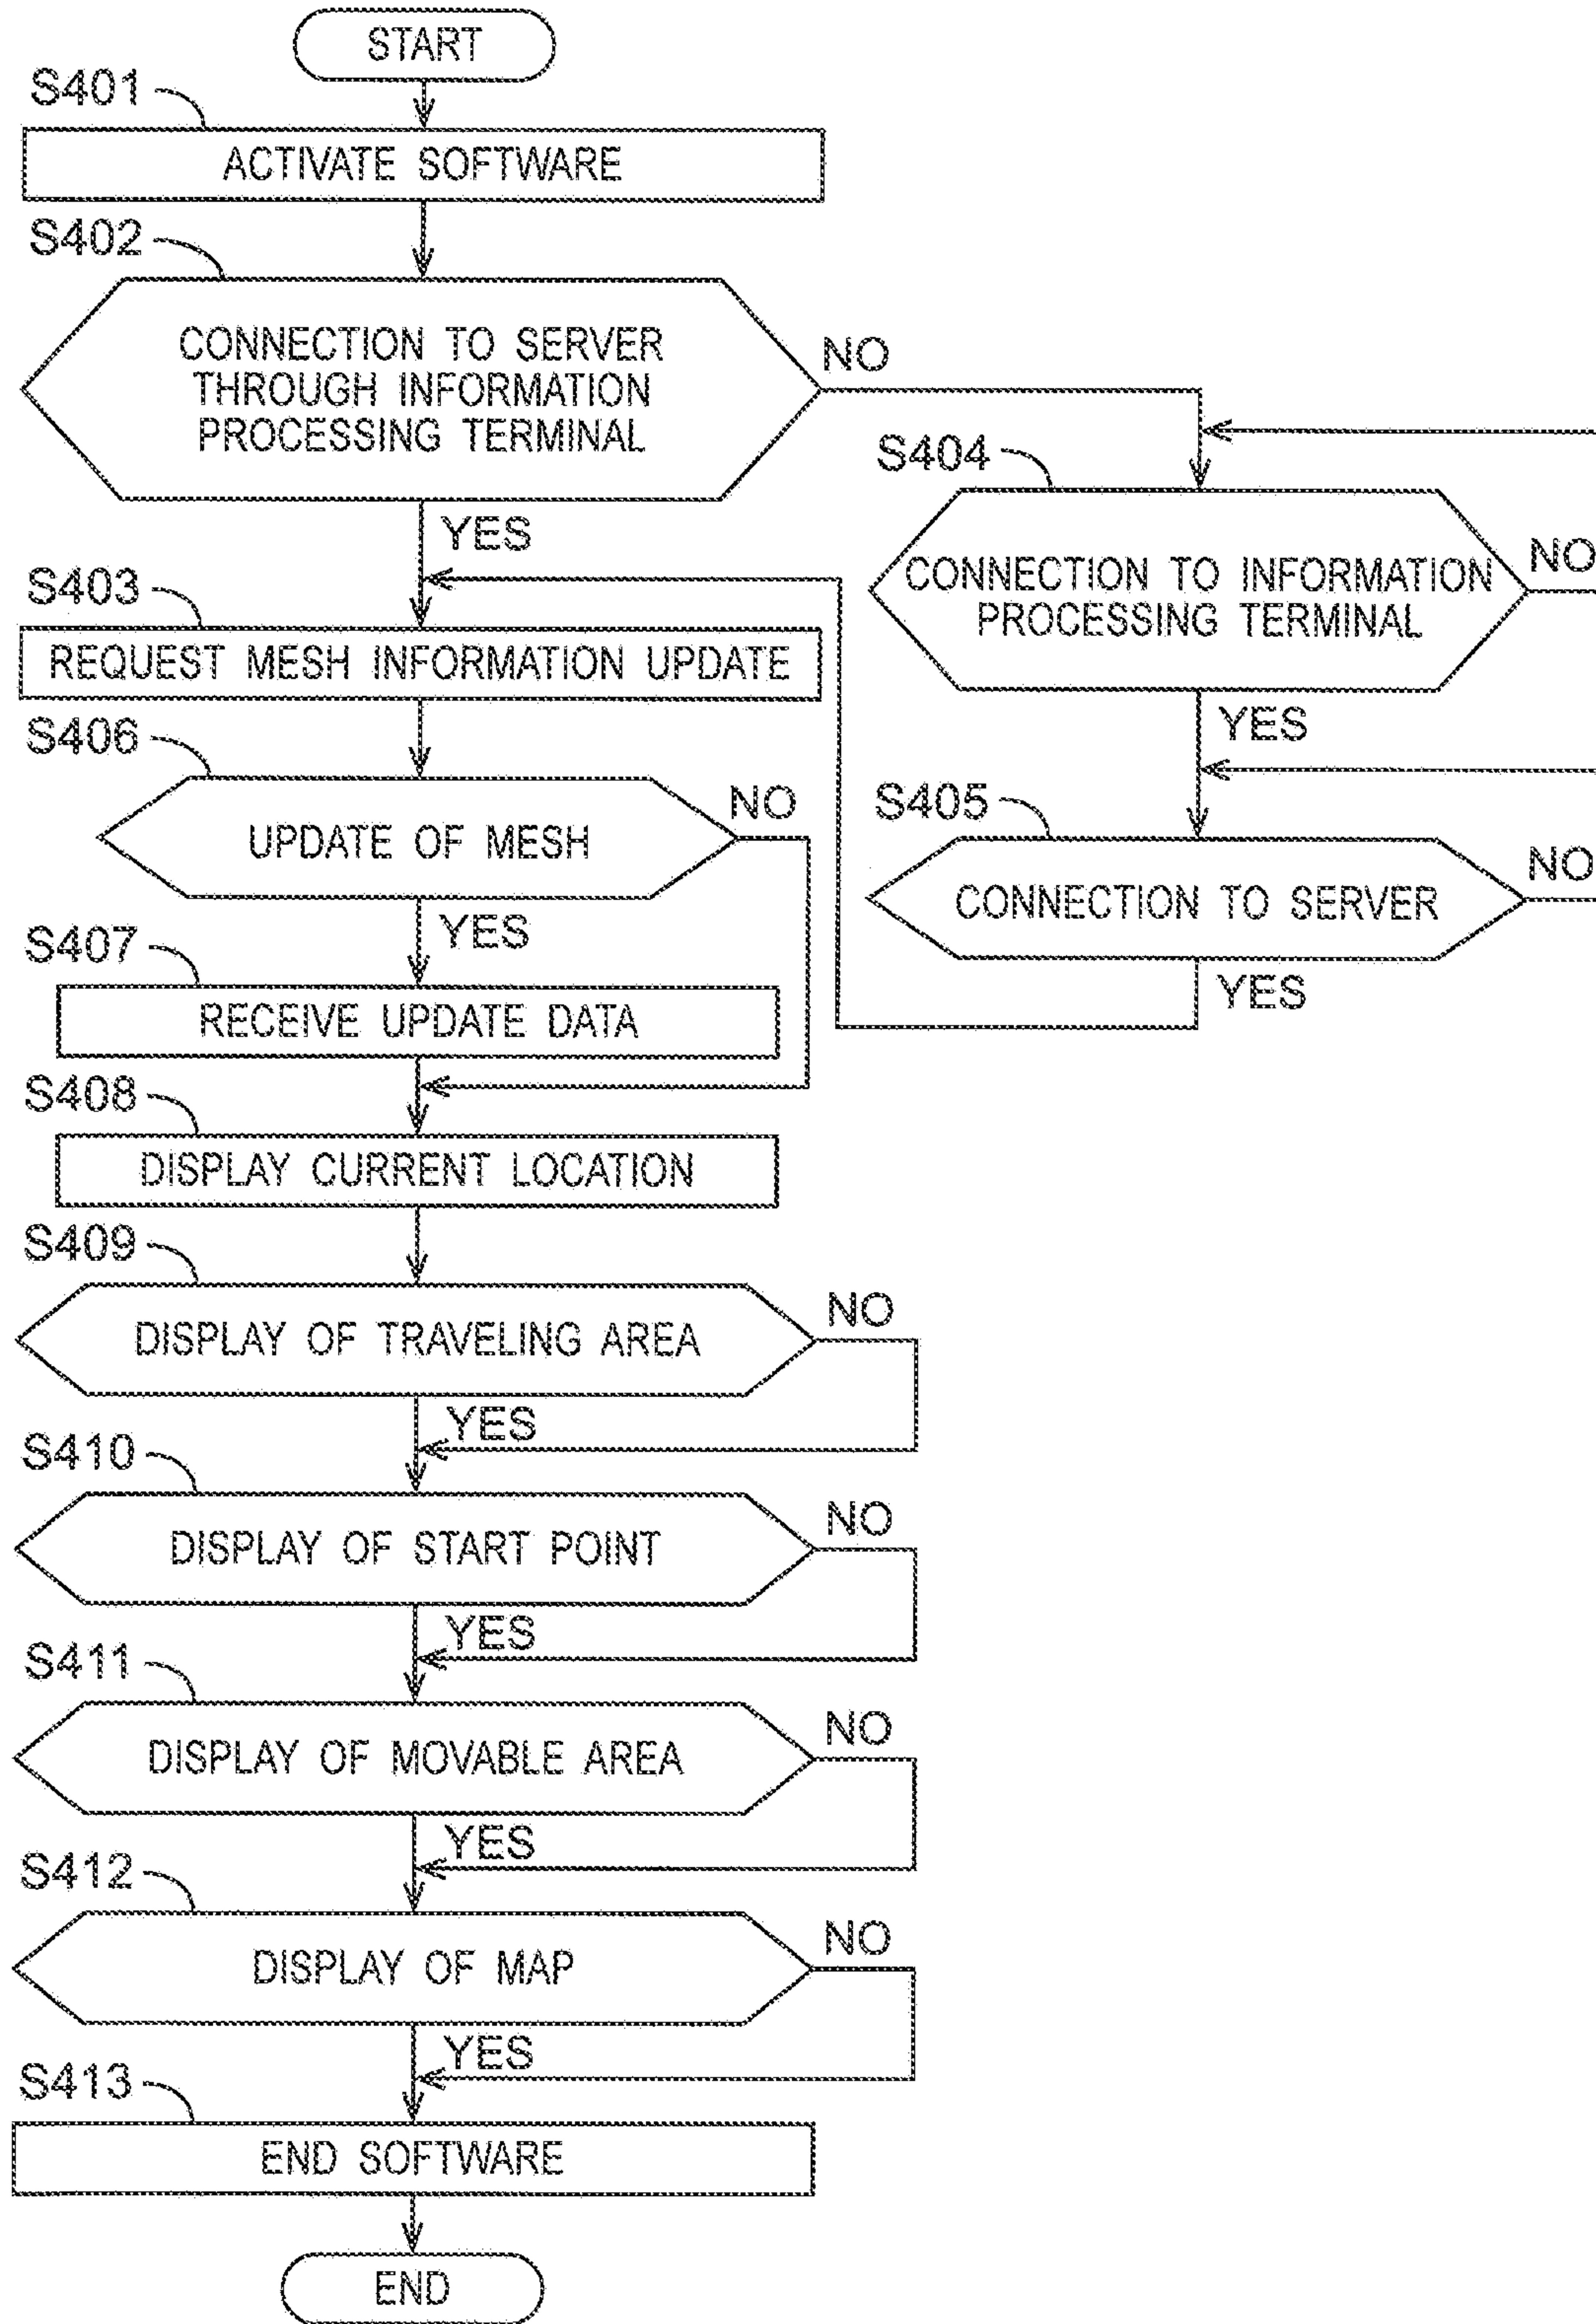 START
S401
ACTIVATE SOFTWARE
S402
CONNECTION TO SERVER
THROUGH INFORMATION
PROCESSING TERMINAL
NO
YES
S404
CONNECTION TO INFORMATION
PROCESSING TERMINAL
NO
YES
S403
REQUEST MESH INFORMATION UPDATE
S405
CONNECTION TO SERVER
NO
YES
S406
UPDATE OF MESH
NO
YES
S407
RECEIVE UPDATE DATA
S408
DISPLAY CURRENT LOCATION
S409
DISPLAY OF TRAVELING AREA
NO
YES
S410
DISPLAY OF START POINT
NO
YES
S411
DISPLAY OF MOVABLE AREA
NO
YES
S412
DISPLAY OF MAP
NO
YES
S413
END SOFTWARE
END